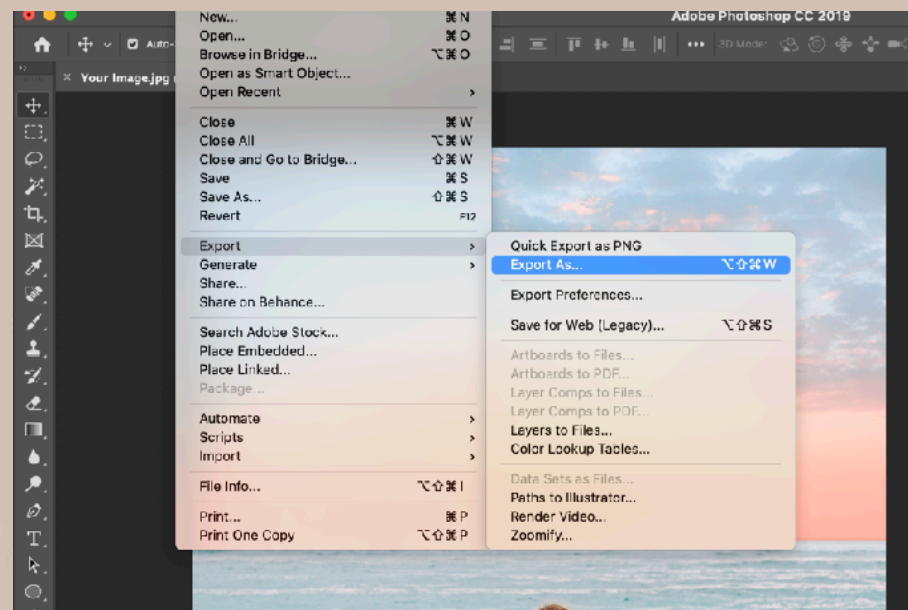 Adobe Photoshop CC 2019
Auto-
3D Mode:
× Your Image.jpg
New... ⌘ N
Open... ⌘ O
Browse in Bridge... ⌥⌘ O
Open as Smart Object...
Open Recent >
Close ⌘ W
Close All ⌥⌘ W
Close and Go to Bridge... ⇧⌘ W
Save ⌘ S
Save As... ⇧⌘ S
Revert F12
Export >
Generate >
Share...
Share on Behance...
Search Adobe Stock...
Place Embedded...
Place Linked...
Package...
Automate >
Scripts >
Import >
File Info... ⌥⇧⌘ I
Print... ⌘ P
Print One Copy ⌥⇧⌘ P
Quick Export as PNG
Export As... ⌥⇧⌘ W
Export Preferences...
Save for Web (Legacy)... ⌥⇧⌘ S
Artboards to Files...
Artboards to PDF...
Layer Comps to Files...
Layer Comps to PDF...
Layers to Files...
Color Lookup Tables...
Data Sets as Files...
Paths to Illustrator...
Render Video...
Zoomify...